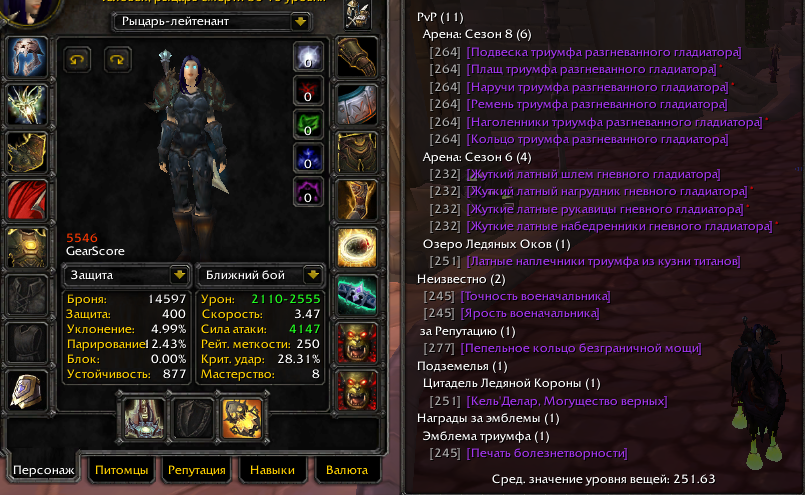 Рыцарь-лейтенант
0
0
0
0
0
5546
GearScore
Защита
Ближний бой
Броня: 14597
Защита: 400
Уклонение: 4.99%
Парирование: 12.43%
Блок: 0.00%
Устойчивость: 877
Урон: 2110-2555
Скорость: 3.47
Сила атаки: 4147
Рейт. меткости: 250
Крит. удар: 28.31%
Мастерство: 8
Персонаж
Питомцы
Репутация
Навыки
Валюта
PvP (11)
Арена: Сезон 8 (6)
[264] [Подвеска триумфа разгневанного гладиатора]
[264] [Плащ триумфа разгневанного гладиатора]*
[264] [Наручи триумфа разгневанного гладиатора]*
[264] [Ремень триумфа разгневанного гладиатора]
[264] [Наголенники триумфа разгневанного гладиатора]*
[264] [Кольцо триумфа разгневанного гладиатора]
Арена: Сезон 6 (4)
[232] [Жуткий латный шлем гневного гладиатора]
[232] [Жуткий латный нагрудник гневного гладиатора]*
[232] [Жуткие латные рукавицы гневного гладиатора]*
[232] [Жуткие латные набедренники гневного гладиатора]*
Озеро Ледяных Оков (1)
[251] [Латные наплечники триумфа из кузни титанов]
Неизвестно (2)
[245] [Точность военачальника]
[245] [Ярость военачальника]
за Репутацию (1)
[277] [Пепельное кольцо безграничной мощи]
Подземелья (1)
Цитадель Ледяной Короны (1)
[251] [Кель'Делар, Могущество верных]
Награды за эмблемы (1)
Эмблема триумфа (1)
[245] [Печать болезнетворности]
Сред. значение уровня вещей: 251.63